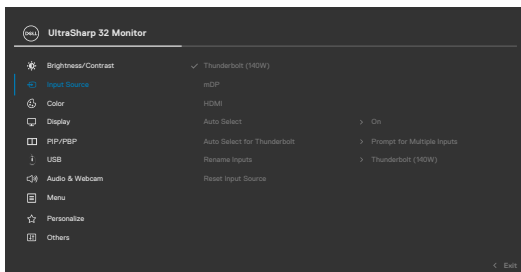 DELL UltraSharp 32 Monitor
Brightness/Contrast Thunderbolt (140W)
Input Source mDP
Color HDMI
Display Auto Select On
PIP/PBP Auto Select for Thunderbolt Prompt for Multiple Inputs
USB Rename Inputs Thunderbolt (140W)
Audio & Webcam Reset Input Source
Menu
Personalize
Others
Exit